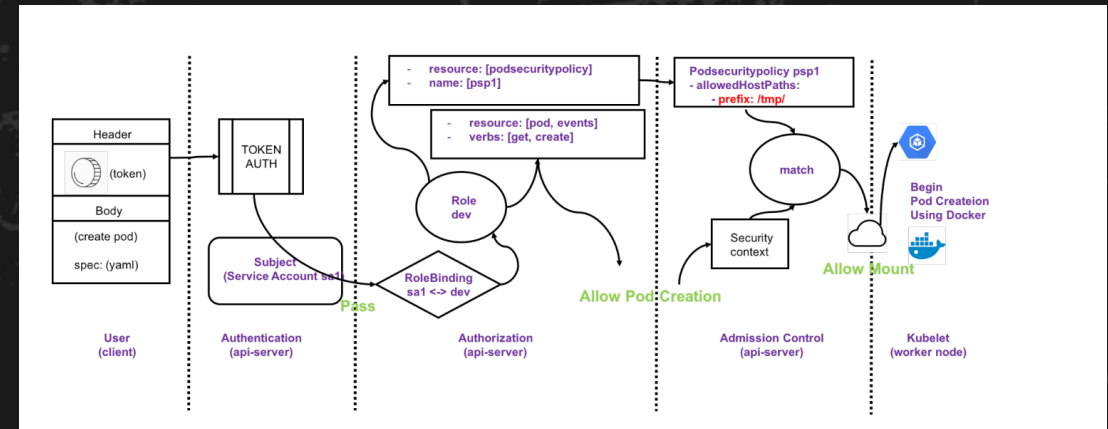 Header
(token)
Body
(create pod)
spec: (yaml)
User
(client)
TOKEN
AUTH
Subject
(Service Account sa1)
Pass
Authentication
(api-server)
- resource: [podsecuritypolicy]
- name: [psp1]
- resource: [pod, events]
- verbs: [get, create]
Role
dev
RoleBinding
sa1 <-> dev
Allow Pod Creation
Authorization
(api-server)
Podsecuritypolicy psp1
- allowedHostPaths:
- prefix: /tmp/
match
Security
context
Allow Mount
Admission Control
(api-server)
Begin
Pod Createion
Using Docker
Kubelet
(worker node)